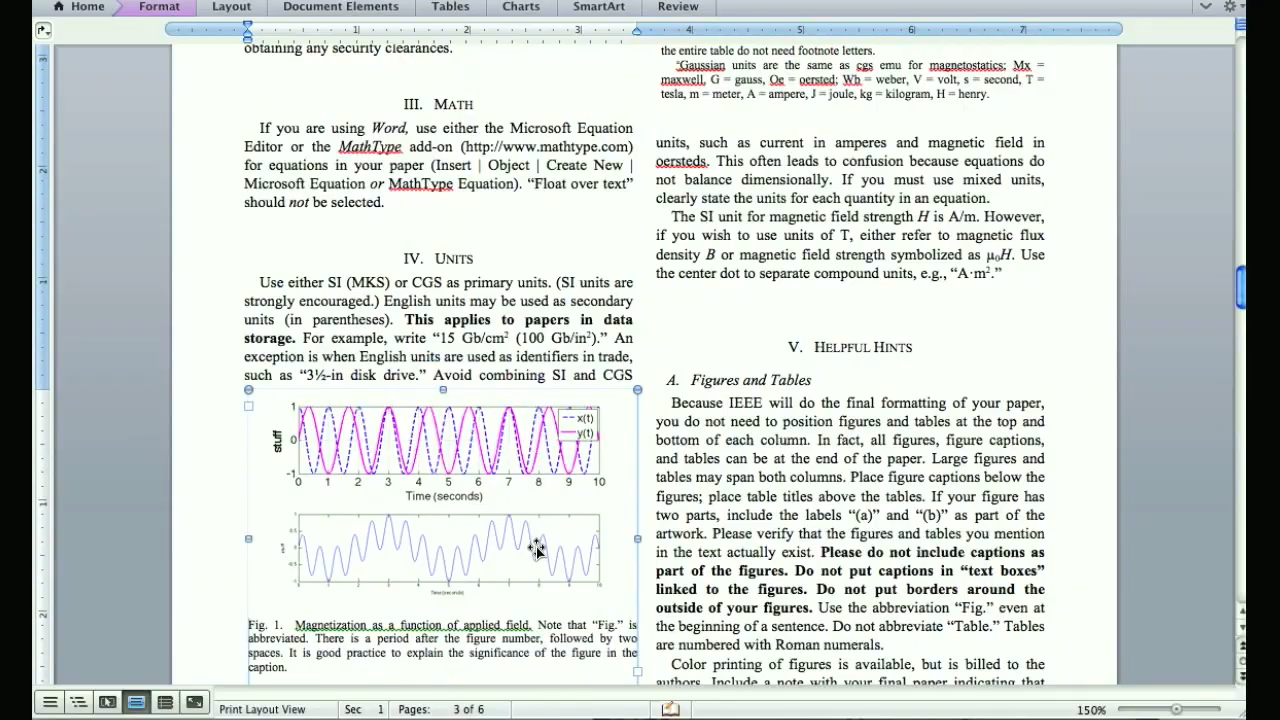 Home
Format
Layout
Document Elements
Tables
Charts
SmartArt
Review
1
2
3
4
5
6
7
obtaining any security clearances.
III. MATH
If you are using Word, use either the Microsoft Equation
Editor or the MathType add-on (http://www.mathtype.com)
for equations in your paper (Insert | Object | Create New |
Microsoft Equation or MathType Equation). “Float over text”
should not be selected.
IV. UNITS
Use either SI (MKS) or CGS as primary units. (SI units are
strongly encouraged.) English units may be used as secondary
units (in parentheses). This applies to papers in data
storage. For example, write “15 Gb/cm² (100 Gb/in²).” An
exception is when English units are used as identifiers in trade,
such as “3½-in disk drive.” Avoid combining SI and CGS
1
0
-1
stuff
x(t)
y(t)
0 1 2 3 4 5 6 7 8 9 10
Time (seconds)
Time (seconds)
Fig. 1. Magnetization as a function of applied field. Note that “Fig.” is
abbreviated. There is a period after the figure number, followed by two
spaces. It is good practice to explain the significance of the figure in the
caption.
the entire table do not need footnote letters.
ᵃGaussian units are the same as cgs emu for magnetostatics; Mx =
maxwell, G = gauss, Oe = oersted; Wb = weber, V = volt, s = second, T =
tesla, m = meter, A = ampere, J = joule, kg = kilogram, H = henry.
units, such as current in amperes and magnetic field in
oersteds. This often leads to confusion because equations do
not balance dimensionally. If you must use mixed units,
clearly state the units for each quantity in an equation.
The SI unit for magnetic field strength H is A/m. However,
if you wish to use units of T, either refer to magnetic flux
density B or magnetic field strength symbolized as µ₀H. Use
the center dot to separate compound units, e.g., “A·m².”
V. HELPFUL HINTS
A. Figures and Tables
Because IEEE will do the final formatting of your paper,
you do not need to position figures and tables at the top and
bottom of each column. In fact, all figures, figure captions,
and tables can be at the end of the paper. Large figures and
tables may span both columns. Place figure captions below the
figures; place table titles above the tables. If your figure has
two parts, include the labels “(a)” and “(b)” as part of the
artwork. Please verify that the figures and tables you mention
in the text actually exist. Please do not include captions as
part of the figures. Do not put captions in “text boxes”
linked to the figures. Do not put borders around the
outside of your figures. Use the abbreviation “Fig.” even at
the beginning of a sentence. Do not abbreviate “Table.” Tables
are numbered with Roman numerals.
Color printing of figures is available, but is billed to the
authors. Include a note with your final paper indicating that
Print Layout View
Sec 1
Pages: 3 of 6
150%